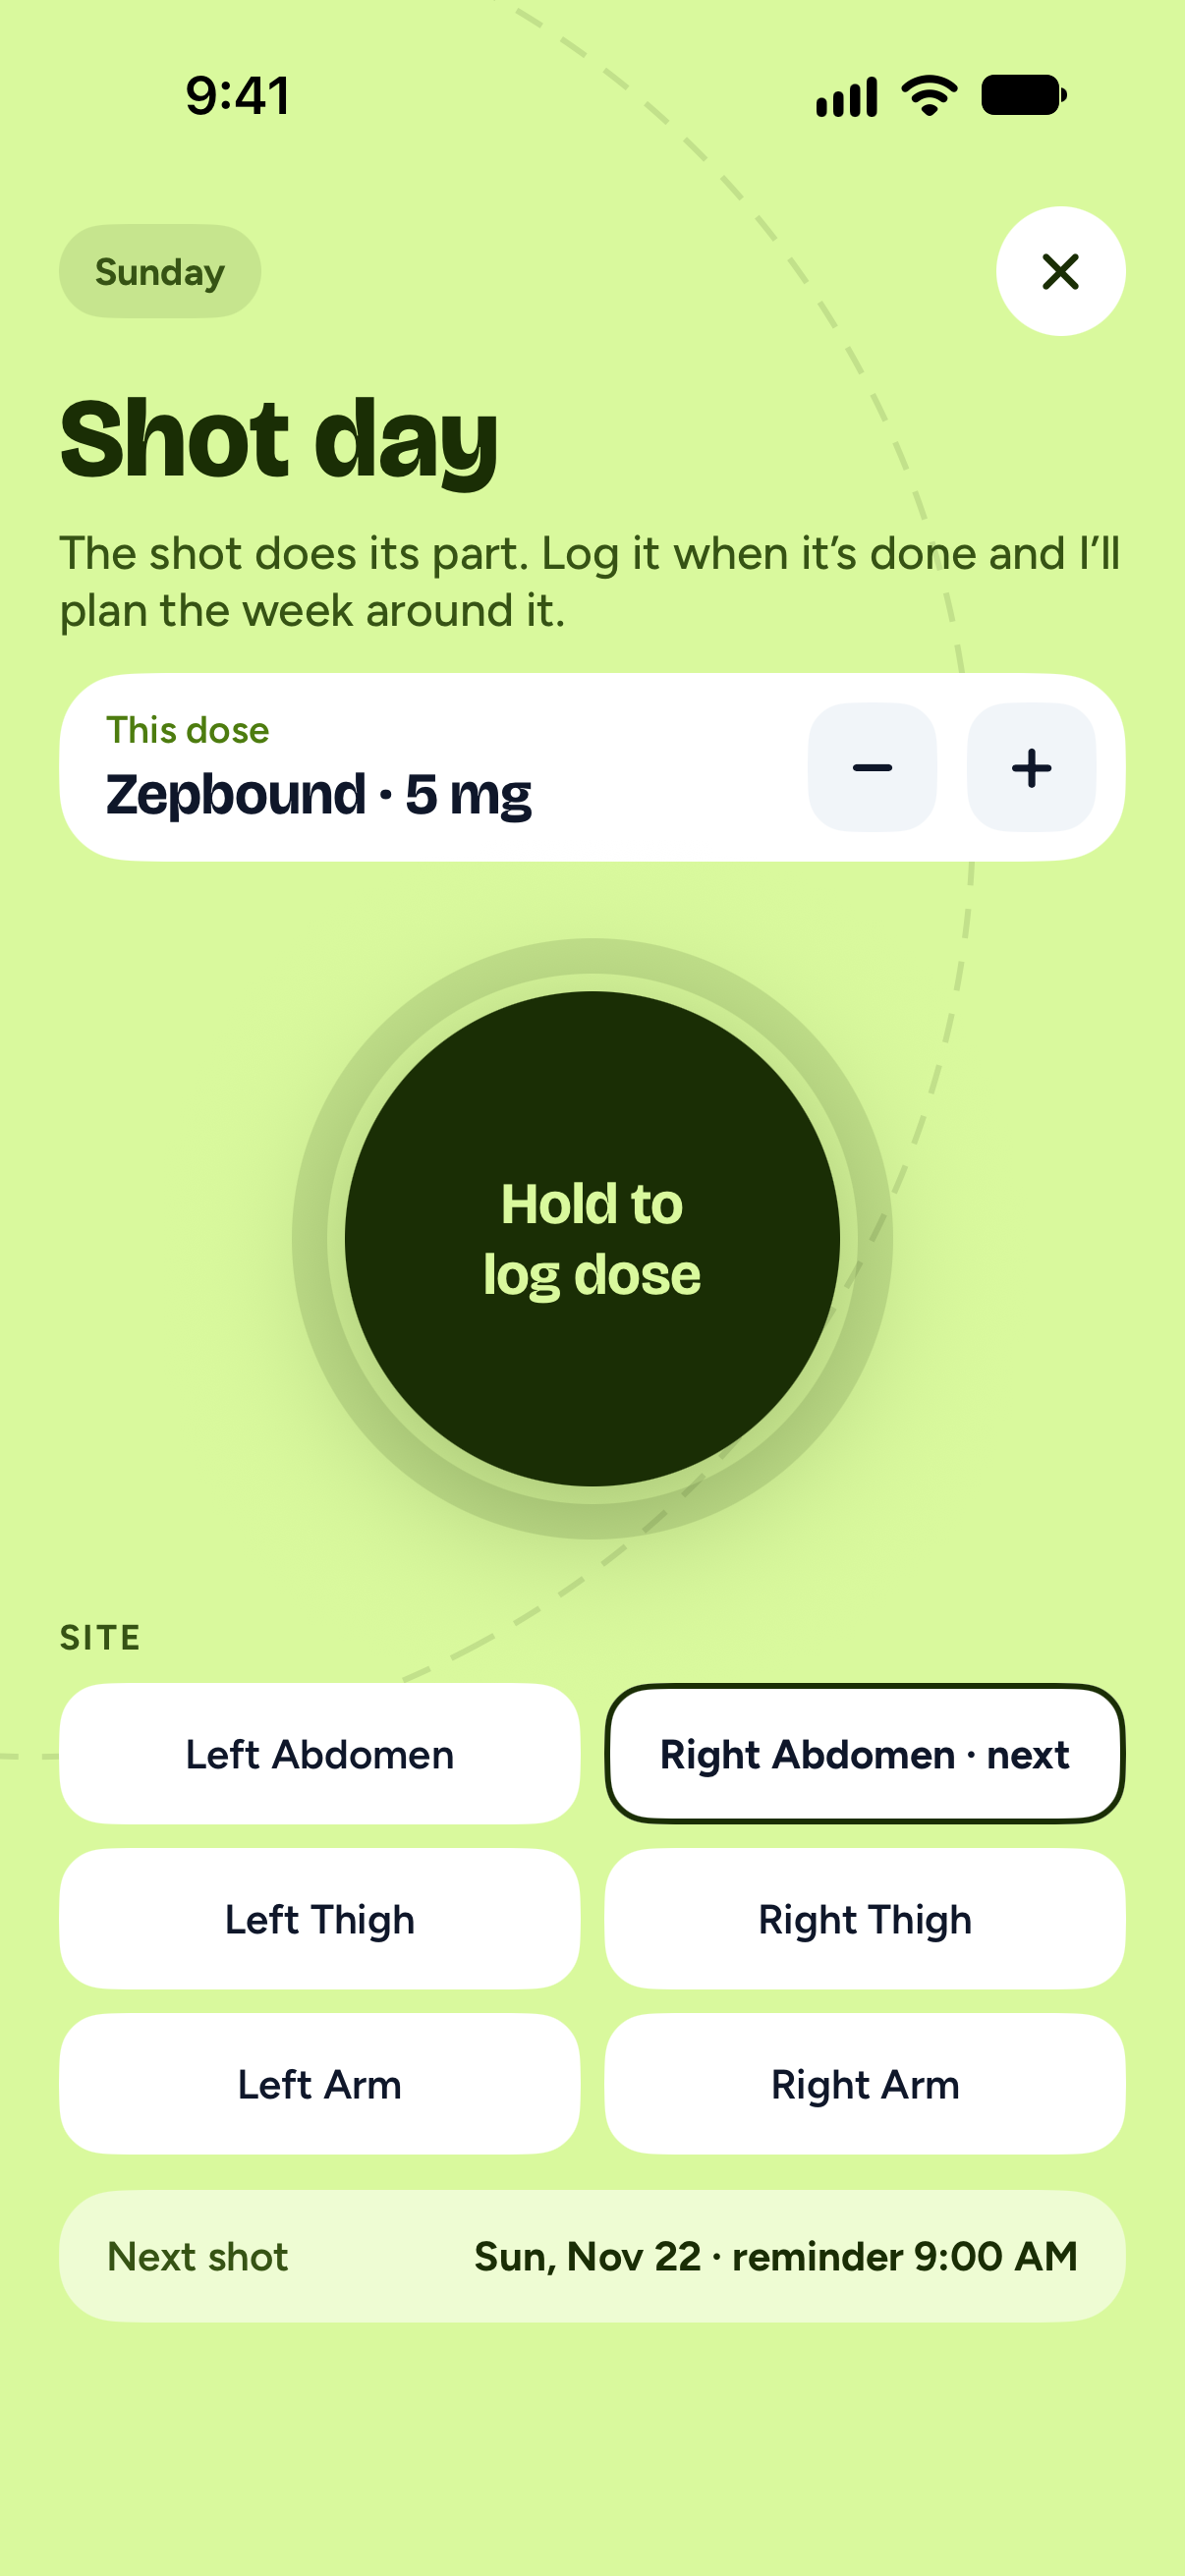 9:41
Sunday
Shot day
The shot does its part. Log it when it’s done and I’ll
plan the week around it.
This dose
Zepbound · 5 mg
Hold to
log dose
SITE
Left Abdomen
Right Abdomen · next
Left Thigh
Right Thigh
Left Arm
Right Arm
Next shot
Sun, Nov 22 · reminder 9:00 AM